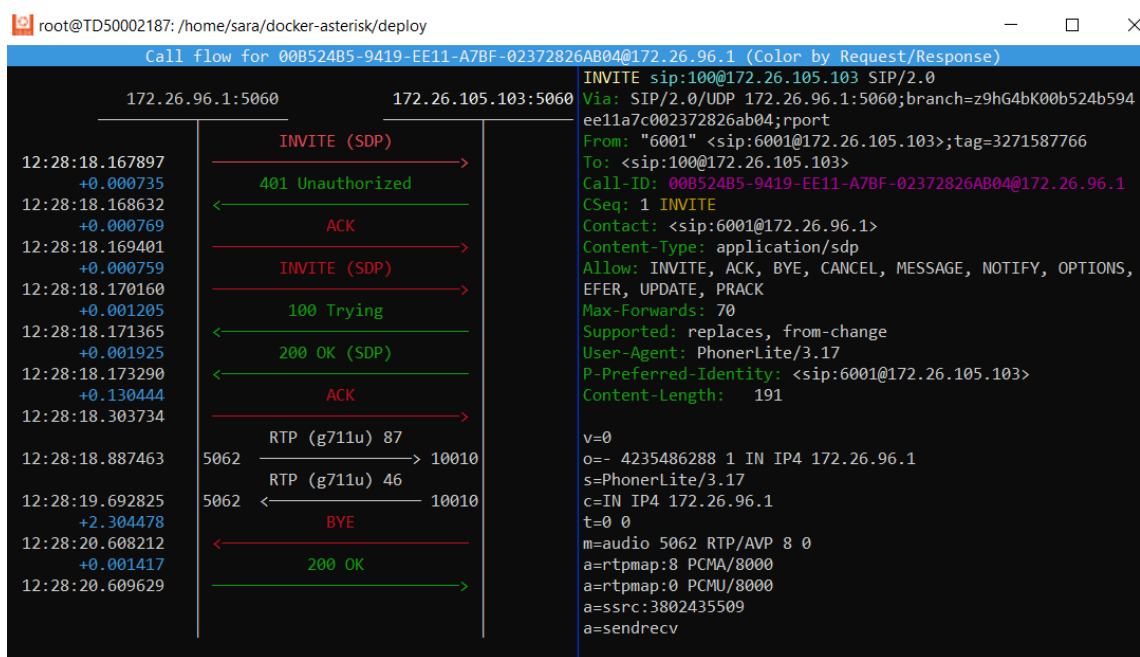 root@TD50002187: /home/sara/docker-asterisk/deploy
Call flow for 00B524B5-9419-EE11-A7BF-02372826AB04@172.26.96.1 (Color by Request/Response)
172.26.96.1:5060 172.26.105.103:5060
INVITE (SDP)
12:28:18.167897
+0.000735 401 Unauthorized
12:28:18.168632
+0.000769 ACK
12:28:18.169401
+0.000759 INVITE (SDP)
12:28:18.170160
+0.001205 100 Trying
12:28:18.171365
+0.001925 200 OK (SDP)
12:28:18.173290
+0.130444 ACK
12:28:18.303734
RTP (g711u) 87
12:28:18.887463 5062 10010
RTP (g711u) 46
12:28:19.692825 5062 10010
+2.304478 BYE
12:28:20.608212
+0.001417 200 OK
12:28:20.609629
INVITE sip:100@172.26.105.103 SIP/2.0
Via: SIP/2.0/UDP 172.26.96.1:5060;branch=z9hG4bK00b524b594
ee11a7c002372826ab04;rport
From: "6001" <sip:6001@172.26.105.103>;tag=3271587766
To: <sip:100@172.26.105.103>
Call-ID: 00B524B5-9419-EE11-A7BF-02372826AB04@172.26.96.1
CSeq: 1 INVITE
Contact: <sip:6001@172.26.96.1>
Content-Type: application/sdp
Allow: INVITE, ACK, BYE, CANCEL, MESSAGE, NOTIFY, OPTIONS,
EFER, UPDATE, PRACK
Max-Forwards: 70
Supported: replaces, from-change
User-Agent: PhonerLite/3.17
P-Preferred-Identity: <sip:6001@172.26.105.103>
Content-Length:   191
v=0
o=- 4235486288 1 IN IP4 172.26.96.1
s=PhonerLite/3.17
c=IN IP4 172.26.96.1
t=0 0
m=audio 5062 RTP/AVP 8 0
a=rtpmap:8 PCMA/8000
a=rtpmap:0 PCMU/8000
a=ssrc:3802435509
a=sendrecv